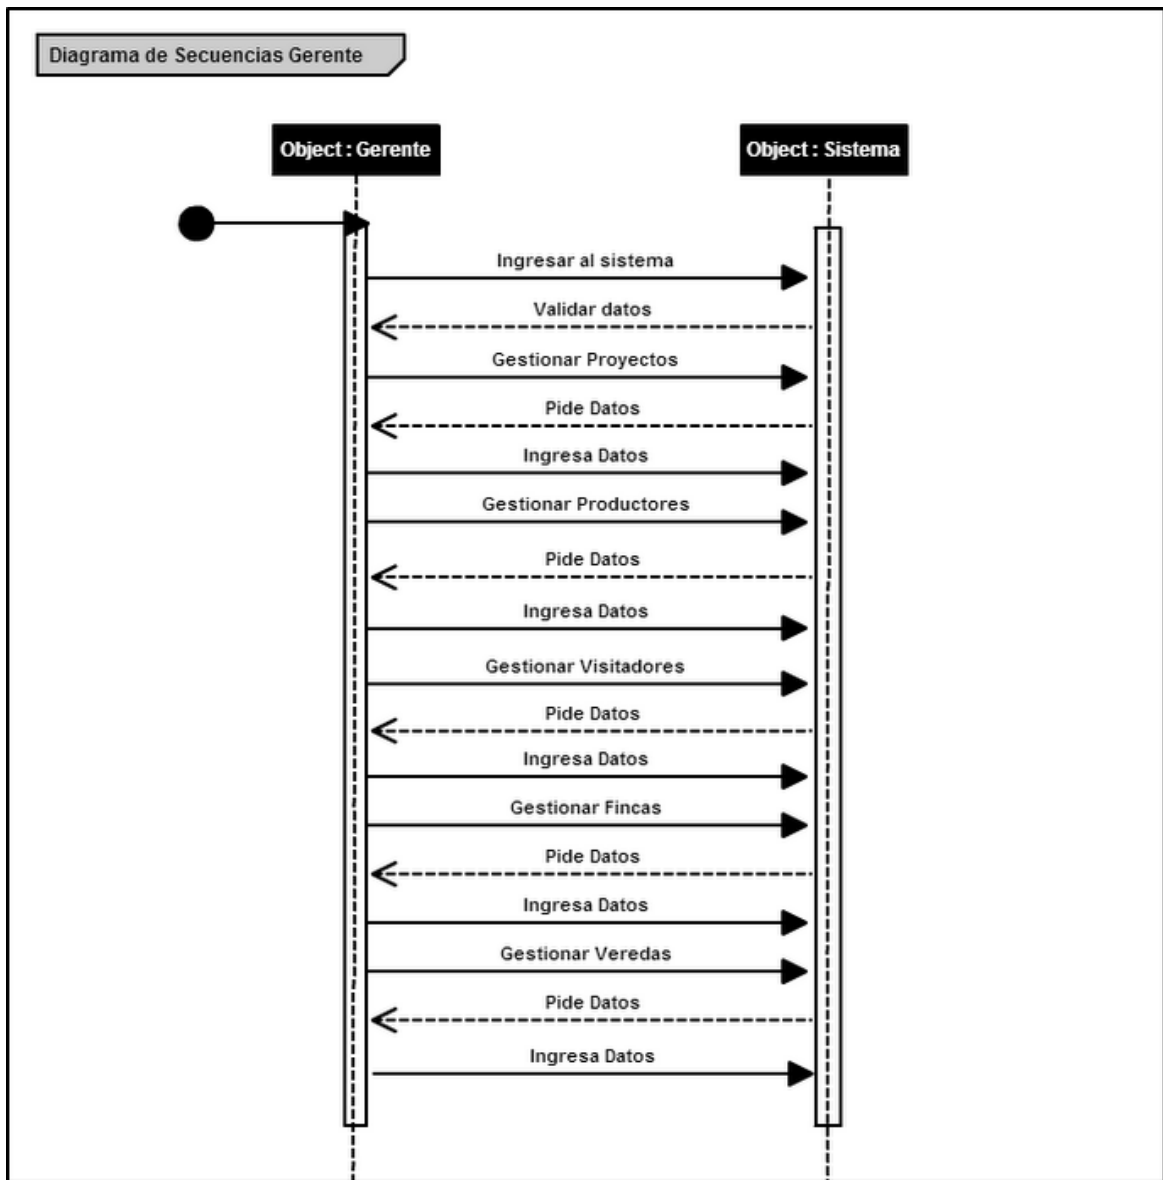 Diagrama de Secuencias Gerente
Object : Gerente
Object : Sistema
Ingresar al sistema
Validar datos
Gestionar Proyectos
Pide Datos
Ingresa Datos
Gestionar Productores
Pide Datos
Ingresa Datos
Gestionar Visitadores
Pide Datos
Ingresa Datos
Gestionar Fincas
Pide Datos
Ingresa Datos
Gestionar Veredas
Pide Datos
Ingresa Datos